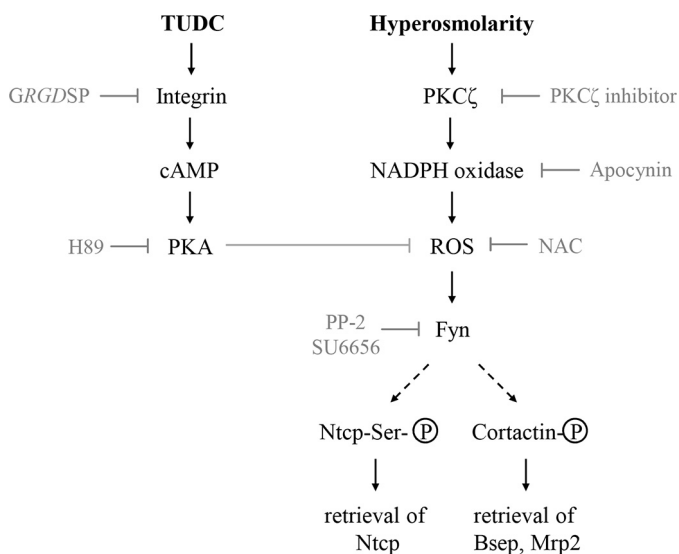 TUDC Hyperosmolarity
GRGDSP Integrin PKCζ PKCζ inhibitor
cAMP NADPH oxidase Apocynin
H89 PKA ROS NAC
PP-2
SU6656
Fyn
Ntcp-Ser-P Cortactin-P
retrieval of
Ntcp
retrieval of
Bsep, Mrp2